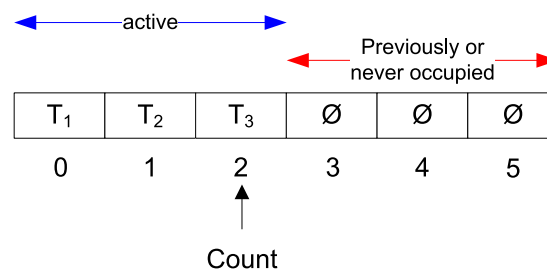 active
Previously or
never occupied
T₁ T₂ T₃ Ø Ø Ø
0 1 2 3 4 5
Count